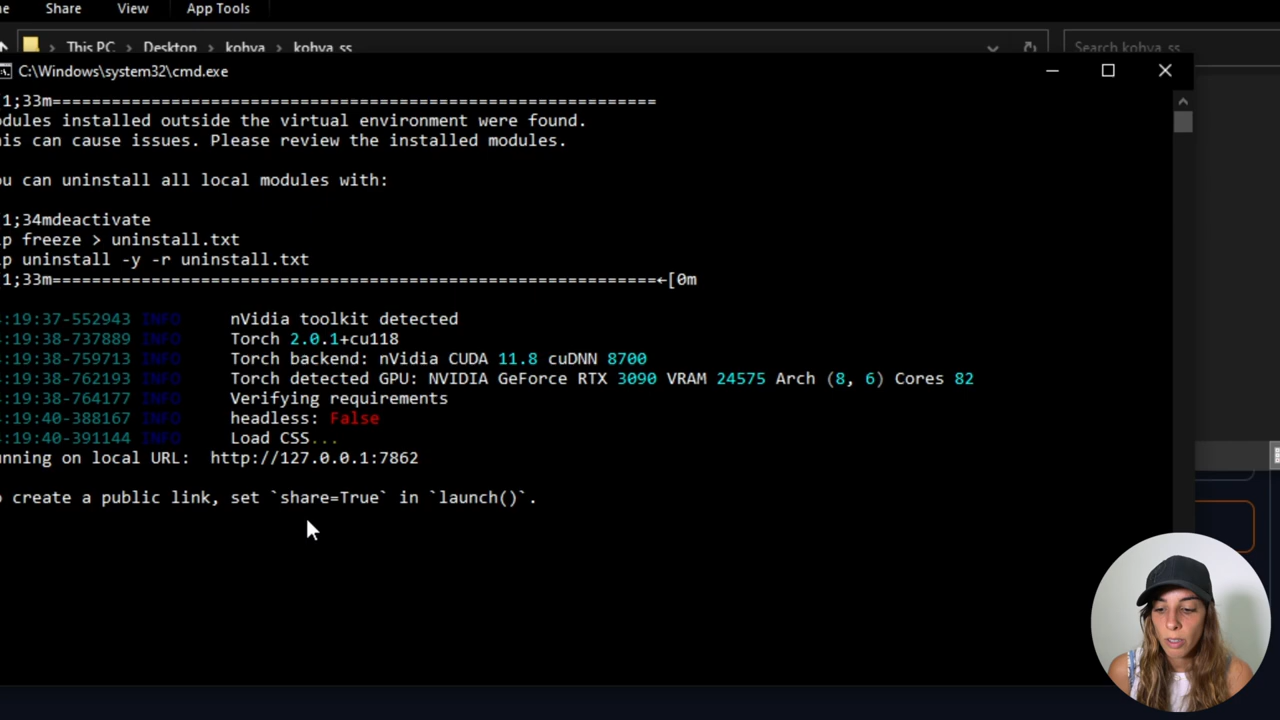 Share View App Tools
This PC > Desktop > kohya > kohya_ss
Search kohya_ss
C:\Windows\system32\cmd.exe
1;33m=============================================================
dules installed outside the virtual environment were found.
his can cause issues. Please review the installed modules.
ou can uninstall all local modules with:
1;34mdeactivate
ip freeze > uninstall.txt
ip uninstall -y -r uninstall.txt
1;33m=============================================================←[0m
:19:37-552943 INFO nVidia toolkit detected
:19:38-737889 INFO Torch 2.0.1+cu118
:19:38-759713 INFO Torch backend: nVidia CUDA 11.8 cuDNN 8700
:19:38-762193 INFO Torch detected GPU: NVIDIA GeForce RTX 3090 VRAM 24575 Arch (8, 6) Cores 82
:19:38-764177 INFO Verifying requirements
:19:40-388167 INFO headless: False
:19:40-391144 INFO Load CSS...
unning on local URL: http://127.0.0.1:7862
o create a public link, set `share=True` in `launch()`.